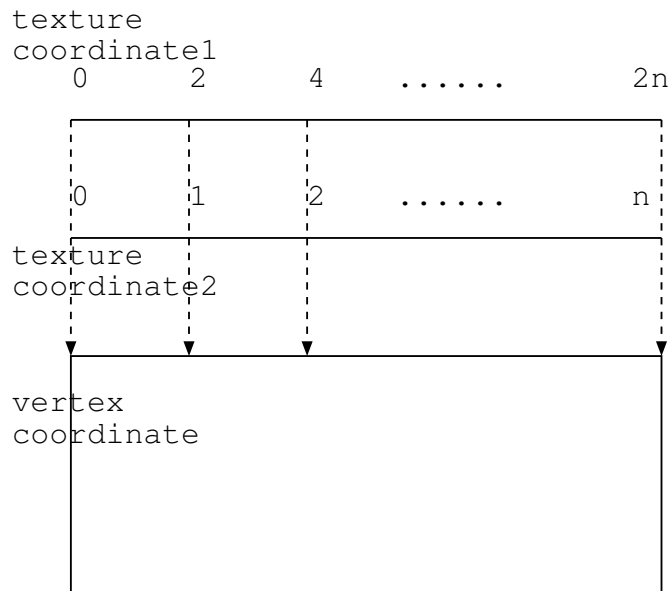 texture
coordinate1
0 2 4 ...... 2n
0 1 2 ...... n
texture
coordinate2
vertex
coordinate